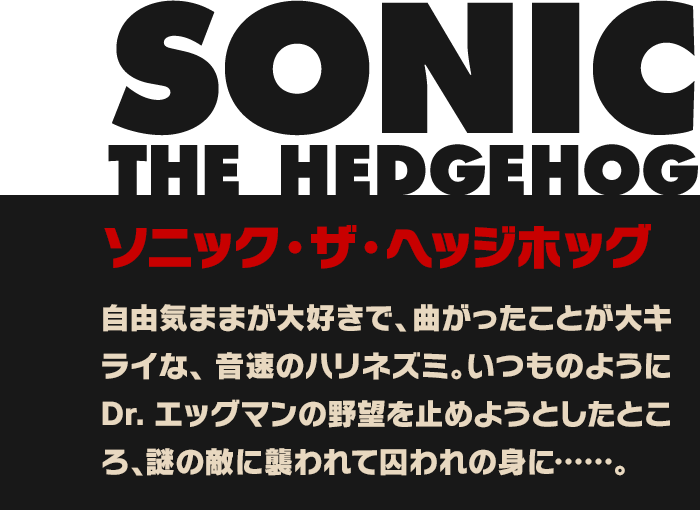 SONIC
THE HEDGEHOG
ソニック・ザ・ヘッジホッグ
自由気ままが大好きで、曲がったことが大キ
ライな、音速のハリネズミ。いつものように
Dr. エッグマンの野望を止めようとしたとこ
ろ、謎の敵に襲われて囚われの身に……。